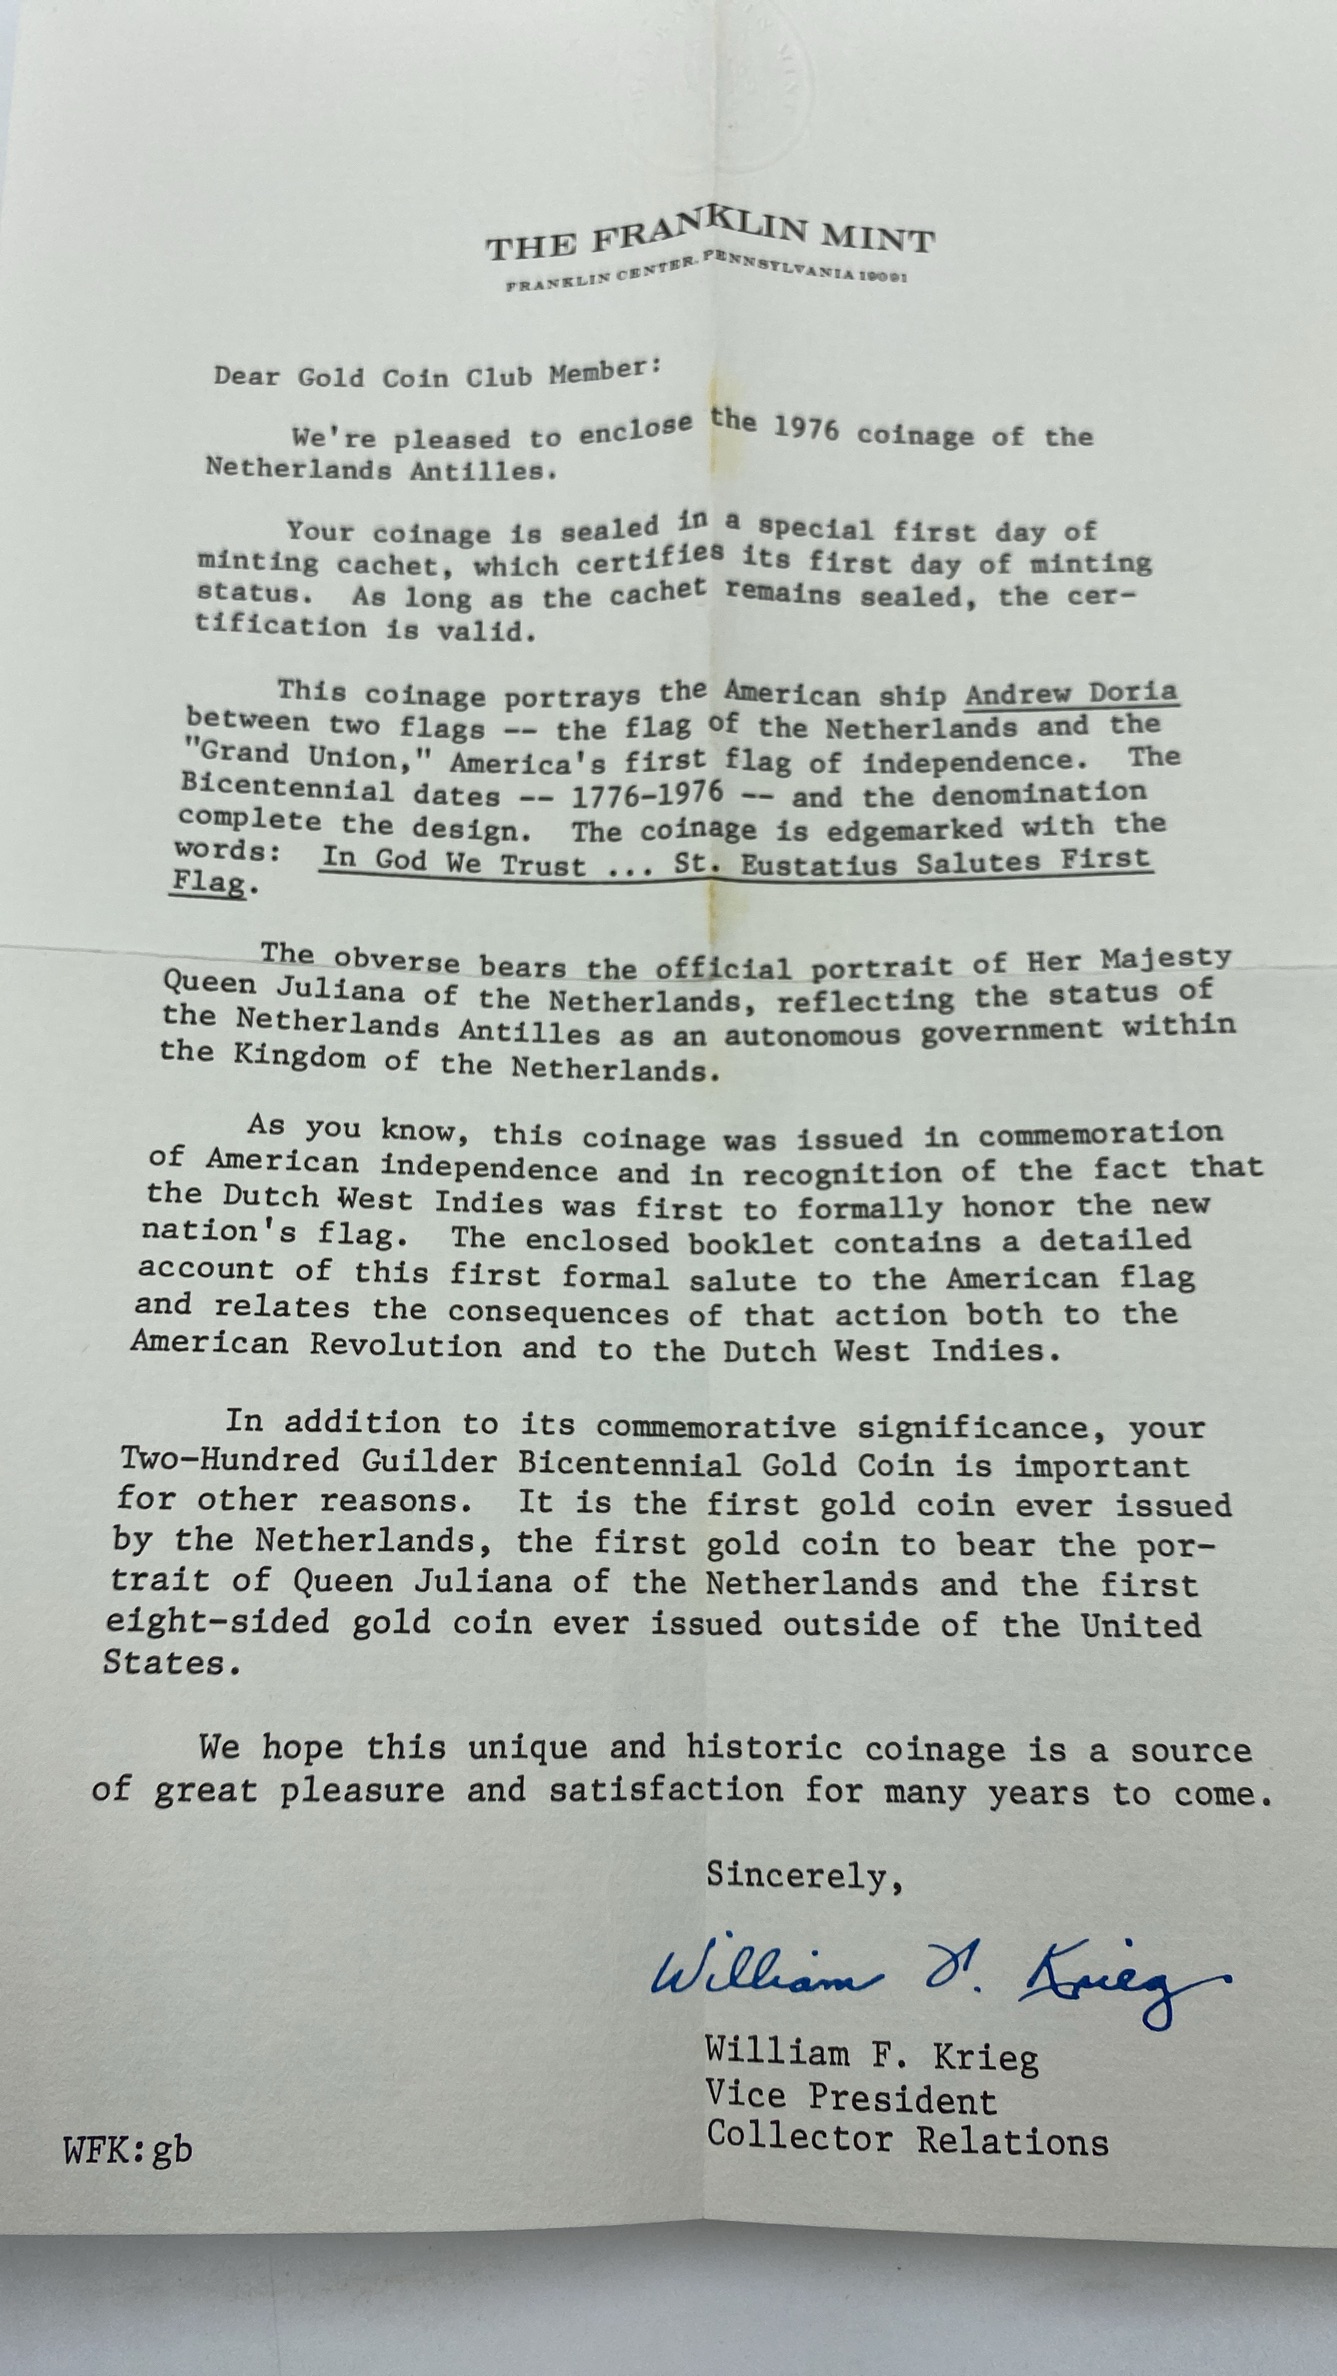 THE FRANKLIN MINT
FRANKLIN CENTER, PENNSYLVANIA 19091
Dear Gold Coin Club Member:
We're pleased to enclose the 1976 coinage of the
Netherlands Antilles.
Your coinage is sealed in a special first day of
minting cachet, which certifies its first day of minting
status. As long as the cachet remains sealed, the cer-
tification is valid.
This coinage portrays the American ship Andrew Doria
between two flags -- the flag of the Netherlands and the
"Grand Union," America's first flag of independence. The
Bicentennial dates -- 1776-1976 -- and the denomination
complete the design. The coinage is edgemarked with the
words: In God We Trust ... St. Eustatius Salutes First
Flag.
The obverse bears the official portrait of Her Majesty
Queen Juliana of the Netherlands, reflecting the status of
the Netherlands Antilles as an autonomous government within
the Kingdom of the Netherlands.
As you know, this coinage was issued in commemoration
of American independence and in recognition of the fact that
the Dutch West Indies was first to formally honor the new
nation's flag. The enclosed booklet contains a detailed
account of this first formal salute to the American flag
and relates the consequences of that action both to the
American Revolution and to the Dutch West Indies.
In addition to its commemorative significance, your
Two-Hundred Guilder Bicentennial Gold Coin is important
for other reasons. It is the first gold coin ever issued
by the Netherlands, the first gold coin to bear the por-
trait of Queen Juliana of the Netherlands and the first
eight-sided gold coin ever issued outside of the United
States.
We hope this unique and historic coinage is a source
of great pleasure and satisfaction for many years to come.
Sincerely,
William F. Krieg
William F. Krieg
Vice President
Collector Relations
WFK:gb